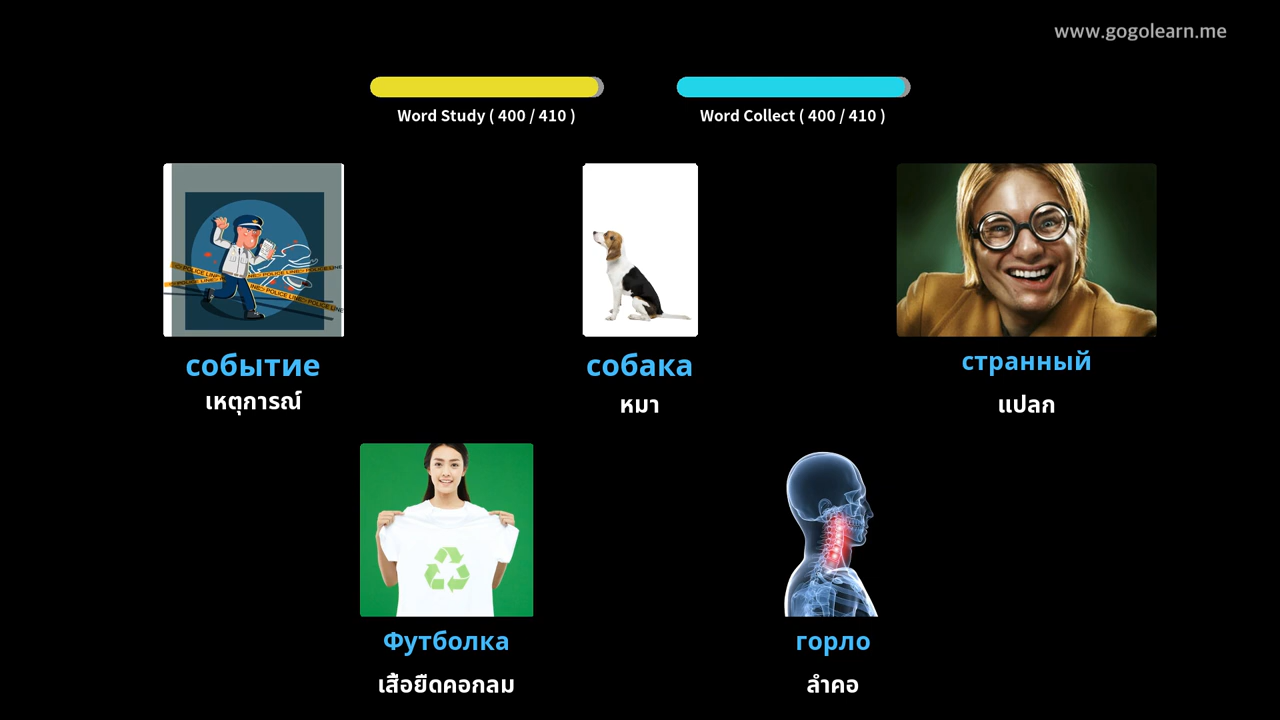 www.gogolearn.me
Word Study ( 400 / 410 )
Word Collect ( 400 / 410 )
событие
เหตุการณ์
собака
หมา
странный
แปลก
Футболка
เสื้อยืดคอกลม
горло
ลำคอ